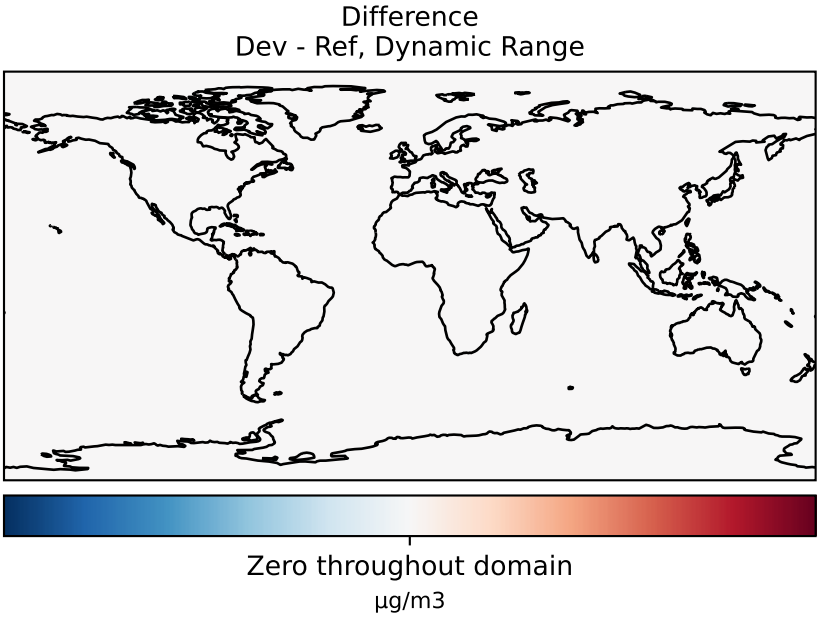 Difference
Dev - Ref, Dynamic Range
Zero throughout domain
μg/m3